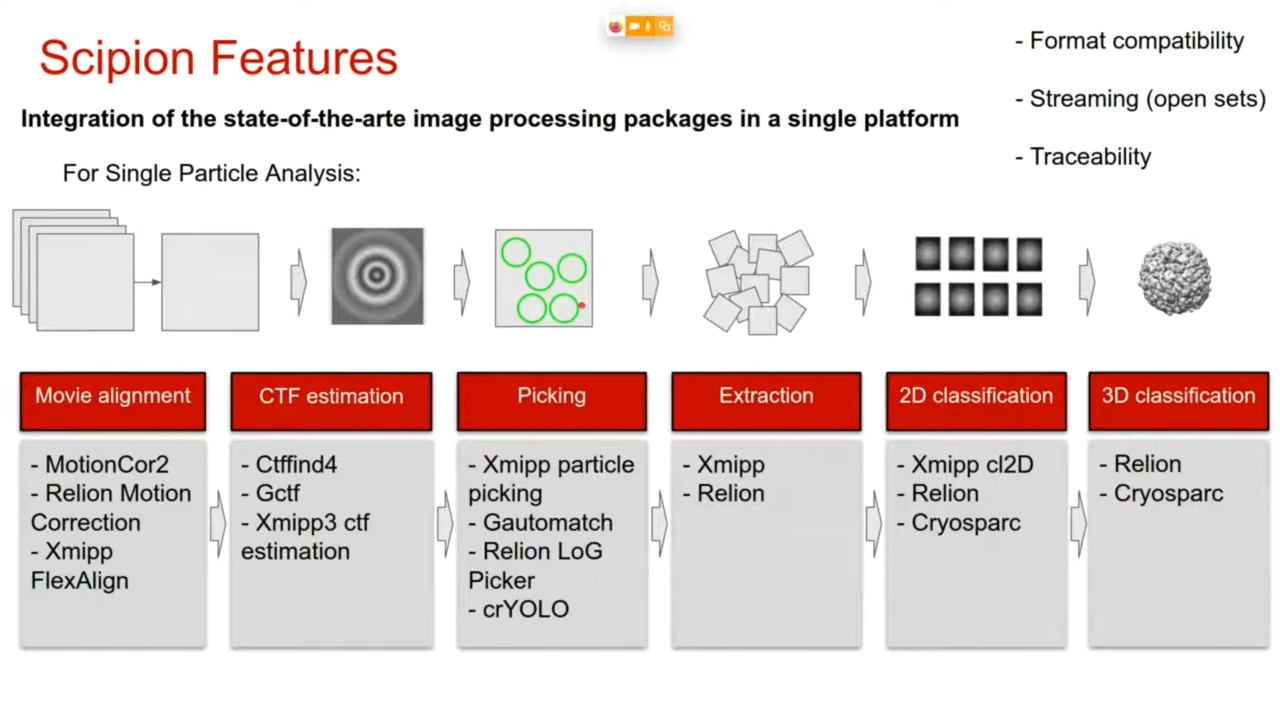 Scipion Features
Integration of the state-of-the-arte image processing packages in a single platform
For Single Particle Analysis:
- Format compatibility
- Streaming (open sets)
- Traceability
Movie alignment
- MotionCor2
- Relion Motion
Correction
- Xmipp
FlexAlign
CTF estimation
- Ctffind4
- Gctf
- Xmipp3 ctf
estimation
Picking
- Xmipp particle
picking
- Gautomatch
- Relion LoG
Picker
- crYOLO
Extraction
- Xmipp
- Relion
2D classification
- Xmipp cl2D
- Relion
- Cryosparc
3D classification
- Relion
- Cryosparc